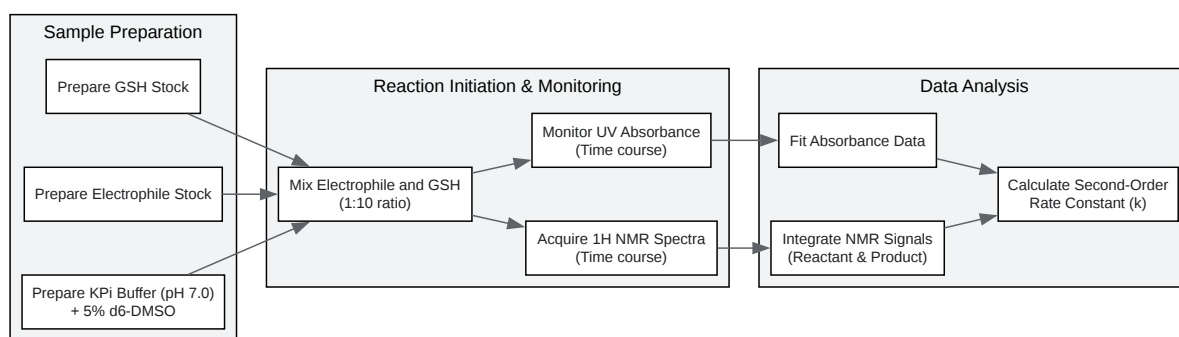 Sample Preparation
Prepare GSH Stock
Prepare Electrophile Stock
Prepare KPi Buffer (pH 7.0)
+ 5% d6-DMSO
Reaction Initiation & Monitoring
Mix Electrophile and GSH
(1:10 ratio)
Monitor UV Absorbance
(Time course)
Acquire 1H NMR Spectra
(Time course)
Data Analysis
Fit Absorbance Data
Integrate NMR Signals
(Reactant & Product)
Calculate Second-Order
Rate Constant (k)